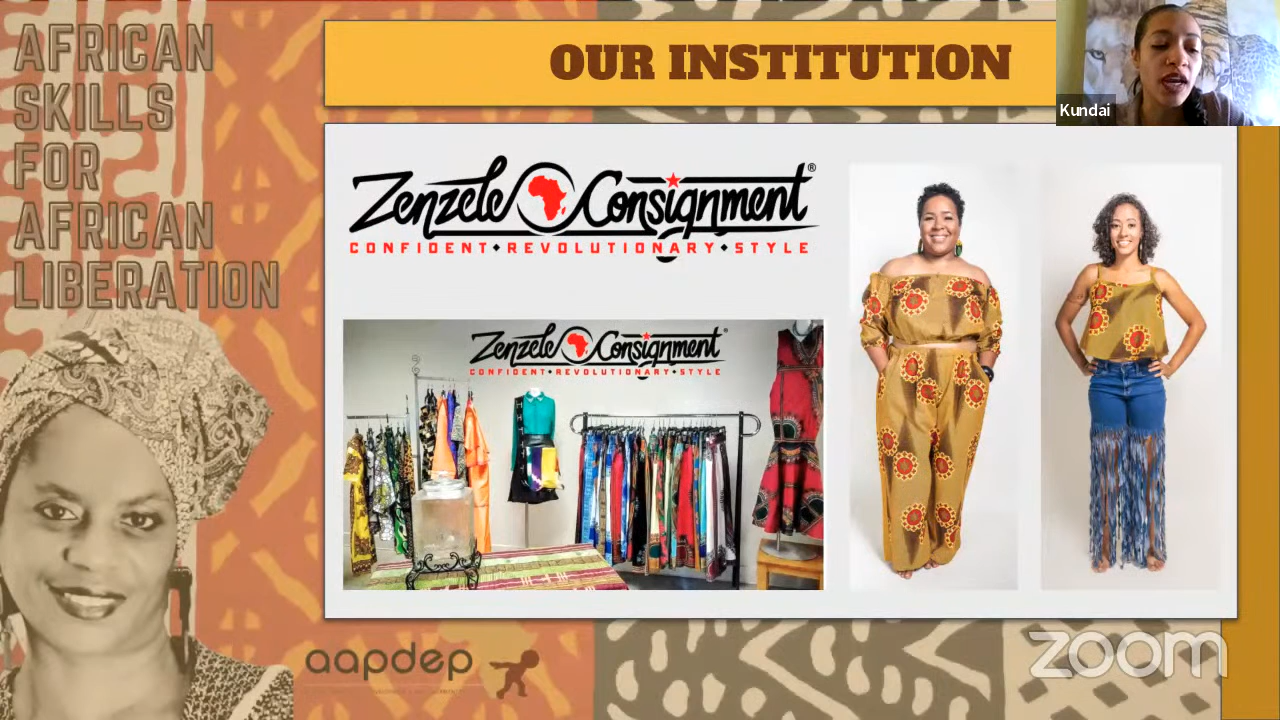 AFRICAN
SKILLS
FOR
AFRICAN
LIBERATION
OUR INSTITUTION
Kundai
Zenzele Consignment®
CONFIDENT • REVOLUTIONARY • STYLE
Zenzele Consignment®
CONFIDENT • REVOLUTIONARY • STYLE
aapdep
zoom